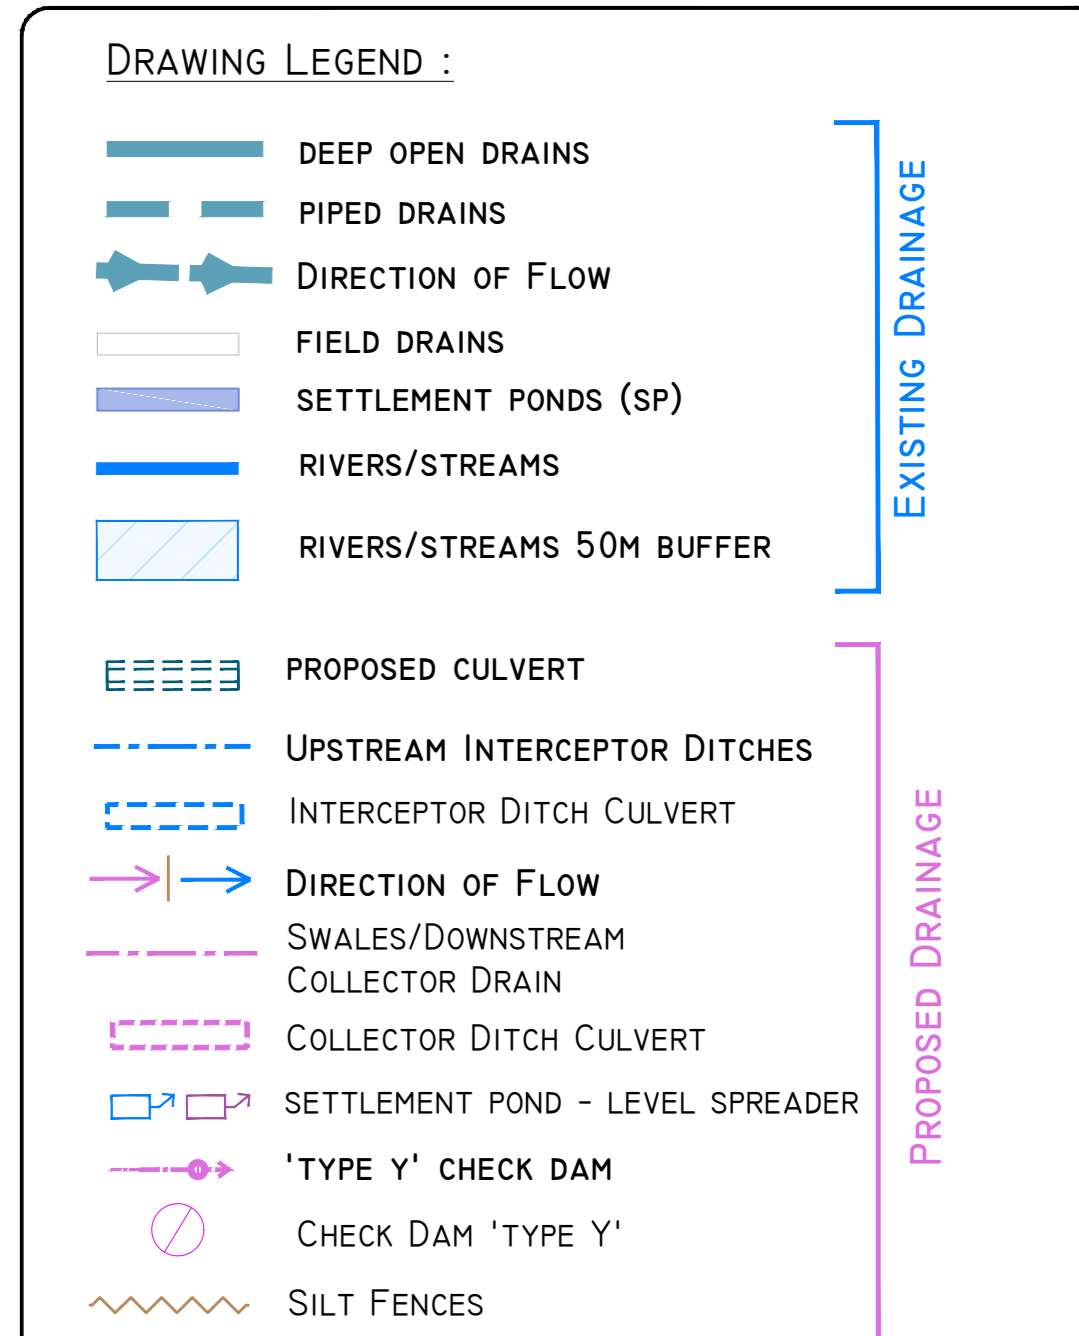 DRAWING LEGEND :
DEEP OPEN DRAINS
PIPED DRAINS
DIRECTION OF FLOW
FIELD DRAINS
SETTLEMENT PONDS (SP)
RIVERS/STREAMS
RIVERS/STREAMS 50M BUFFER
EXISTING DRAINAGE
PROPOSED CULVERT
UPSTREAM INTERCEPTOR DITCHES
INTERCEPTOR DITCH CULVERT
DIRECTION OF FLOW
SWALES/DOWNSTREAM
COLLECTOR DRAIN
COLLECTOR DITCH CULVERT
SETTLEMENT POND - LEVEL SPREADER
'TYPE Y' CHECK DAM
CHECK DAM 'TYPE Y'
SILT FENCES
PROPOSED DRAINAGE